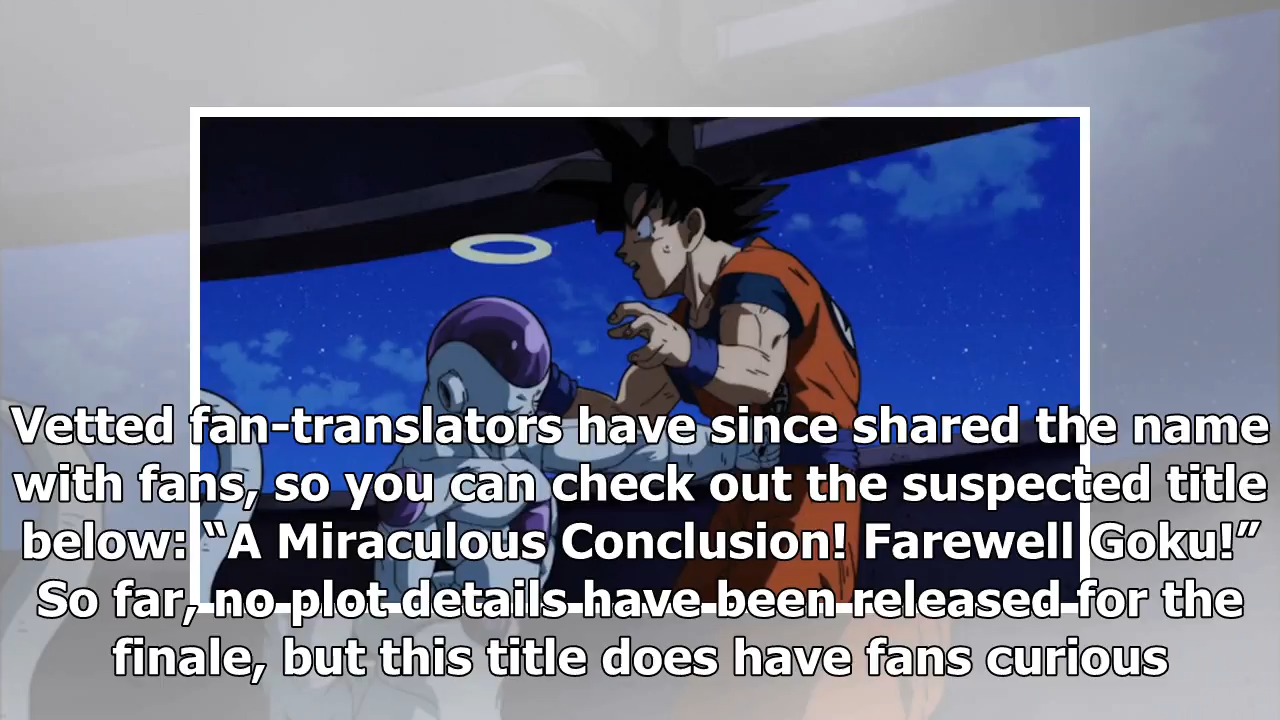 Vetted fan-translators have since shared the name
with fans, so you can check out the suspected title
below: “A Miraculous Conclusion! Farewell Goku!”
So far, no plot details have been released for the
finale, but this title does have fans curious